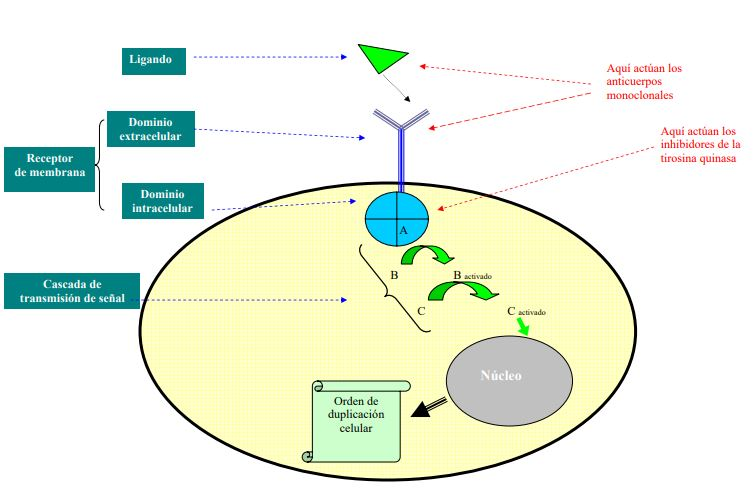 Ligando
Aquí actúan los
anticuerpos
monoclonales
Dominio
extracelular
Aquí actúan los
inhibidores de la
tirosina quinasa
Receptor
de membrana
Dominio
intracelular
A
B
B activado
Cascada de
transmisión de señal
C
C activado
Núcleo
Orden de
duplicación
celular